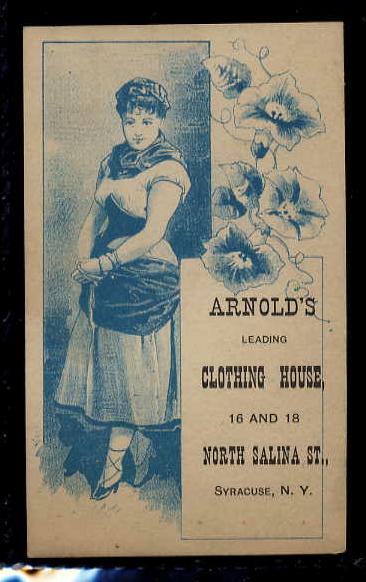 ARNOLD'S
LEADING
CLOTHING HOUSE,
16 AND 18
NORTH SALINA ST.,
SYRACUSE, N. Y.